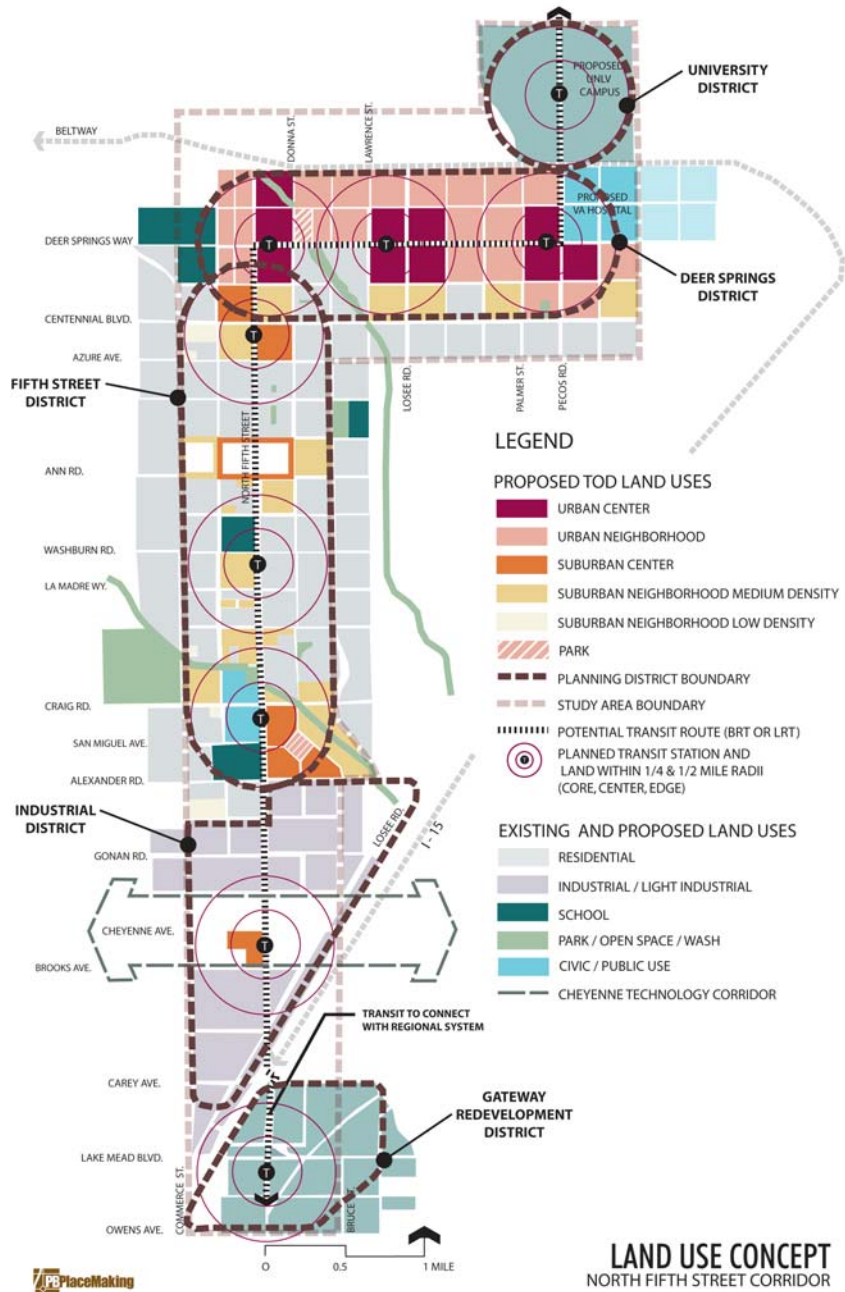 PROPOSED
UNLV
CAMPUS
T
UNIVERSITY
DISTRICT
BELTWAY
DONNA ST.
LAWRENCE ST.
PROPOSED
VA HOSPITAL
DEER SPRINGS WAY
T
T
T
DEER SPRINGS
DISTRICT
CENTENNIAL BLVD.
T
AZURE AVE.
FIFTH STREET
DISTRICT
LOSEE RD.
PALMER ST.
PECOS RD.
ANN RD.
NORTH FIFTH STREET
WASHBURN RD.
T
LA MADRE WY.
CRAIG RD.
T
SAN MIGUEL AVE.
ALEXANDER RD.
INDUSTRIAL
DISTRICT
LOSEE RD.
I - 15
GONAN RD.
CHEYENNE AVE.
T
BROOKS AVE.
TRANSIT TO CONNECT
WITH REGIONAL SYSTEM
CAREY AVE.
GATEWAY
REDEVELOPMENT
DISTRICT
LAKE MEAD BLVD.
T
COMMERCE ST.
BRUCE ST.
OWENS AVE.
0
0.5
1 MILE
LEGEND
PROPOSED TOD LAND USES
URBAN CENTER
URBAN NEIGHBORHOOD
SUBURBAN CENTER
SUBURBAN NEIGHBORHOOD MEDIUM DENSITY
SUBURBAN NEIGHBORHOOD LOW DENSITY
PARK
PLANNING DISTRICT BOUNDARY
STUDY AREA BOUNDARY
POTENTIAL TRANSIT ROUTE (BRT OR LRT)
T
PLANNED TRANSIT STATION AND
LAND WITHIN 1/4 & 1/2 MILE RADII
(CORE, CENTER, EDGE)
EXISTING AND PROPOSED LAND USES
RESIDENTIAL
INDUSTRIAL / LIGHT INDUSTRIAL
SCHOOL
PARK / OPEN SPACE / WASH
CIVIC / PUBLIC USE
CHEYENNE TECHNOLOGY CORRIDOR
PBPlaceMaking
LAND USE CONCEPT
NORTH FIFTH STREET CORRIDOR